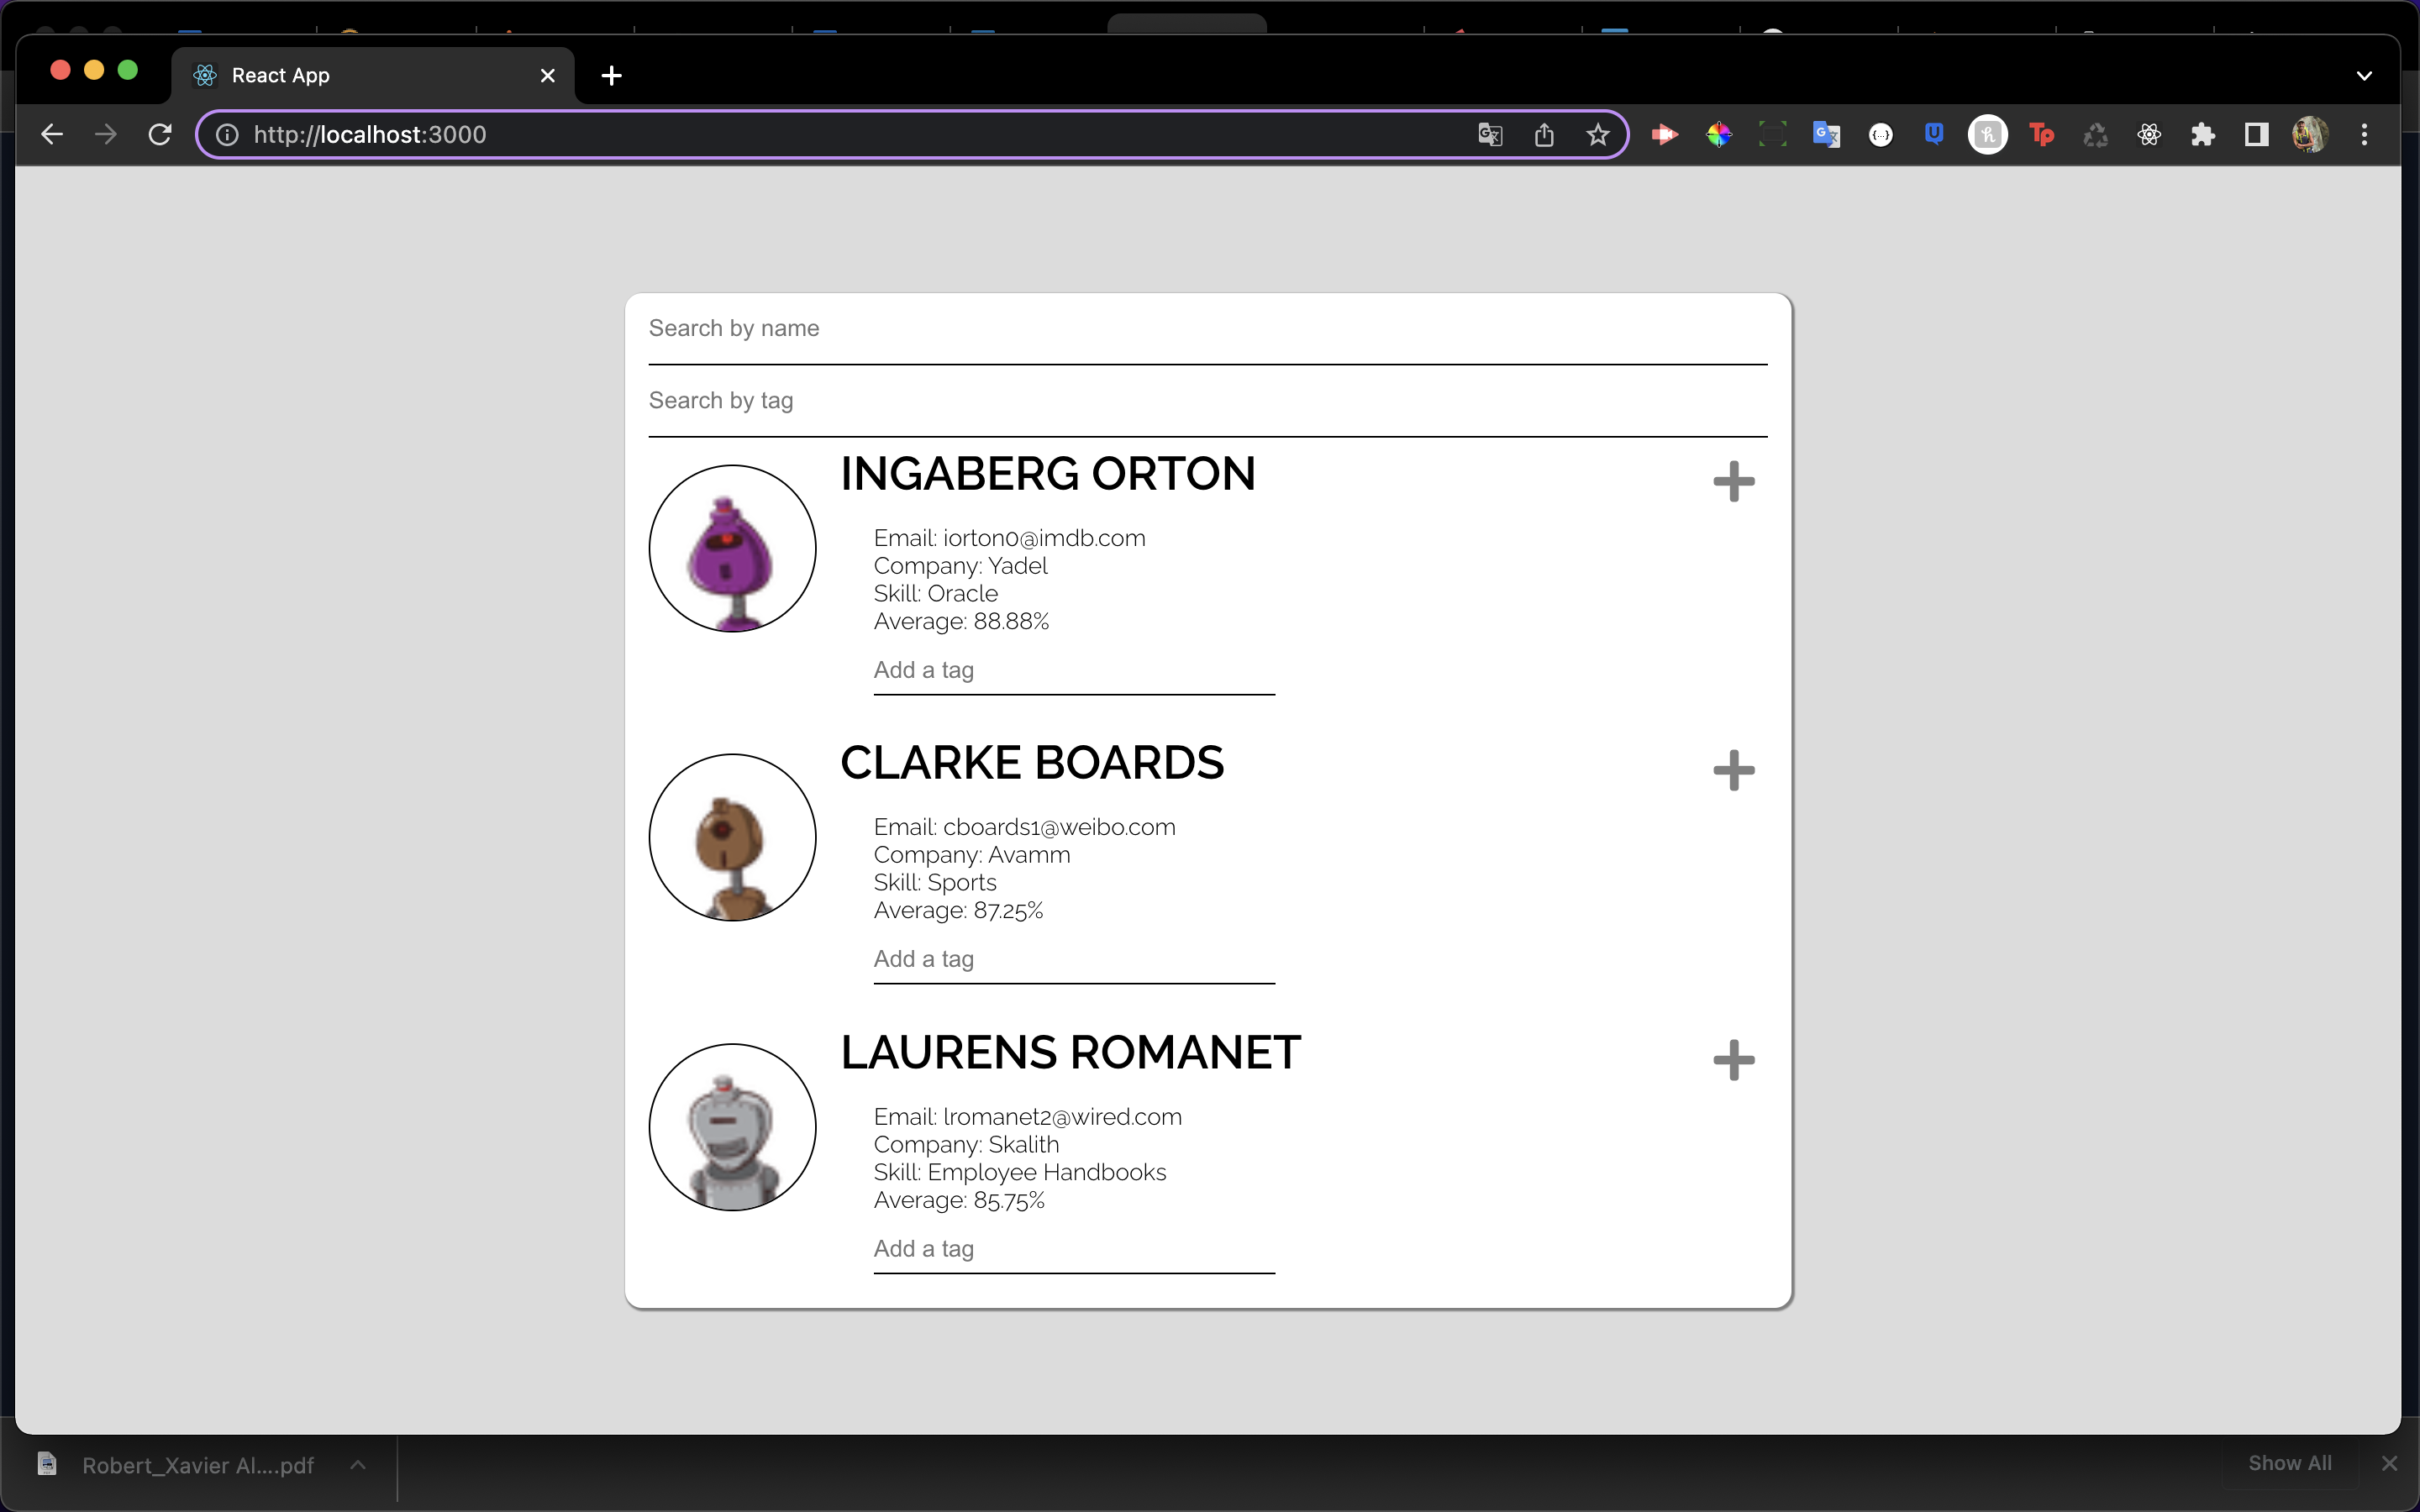 React App
http://localhost:3000
Search by name
Search by tag
INGABERG ORTON
Email: iorton0@imdb.com
Company: Yadel
Skill: Oracle
Average: 88.88%
Add a tag
CLARKE BOARDS
Email: cboards1@weibo.com
Company: Avamm
Skill: Sports
Average: 87.25%
Add a tag
LAURENS ROMANET
Email: lromanet2@wired.com
Company: Skalith
Skill: Employee Handbooks
Average: 85.75%
Add a tag
Robert_Xavier Al....pdf
Show All